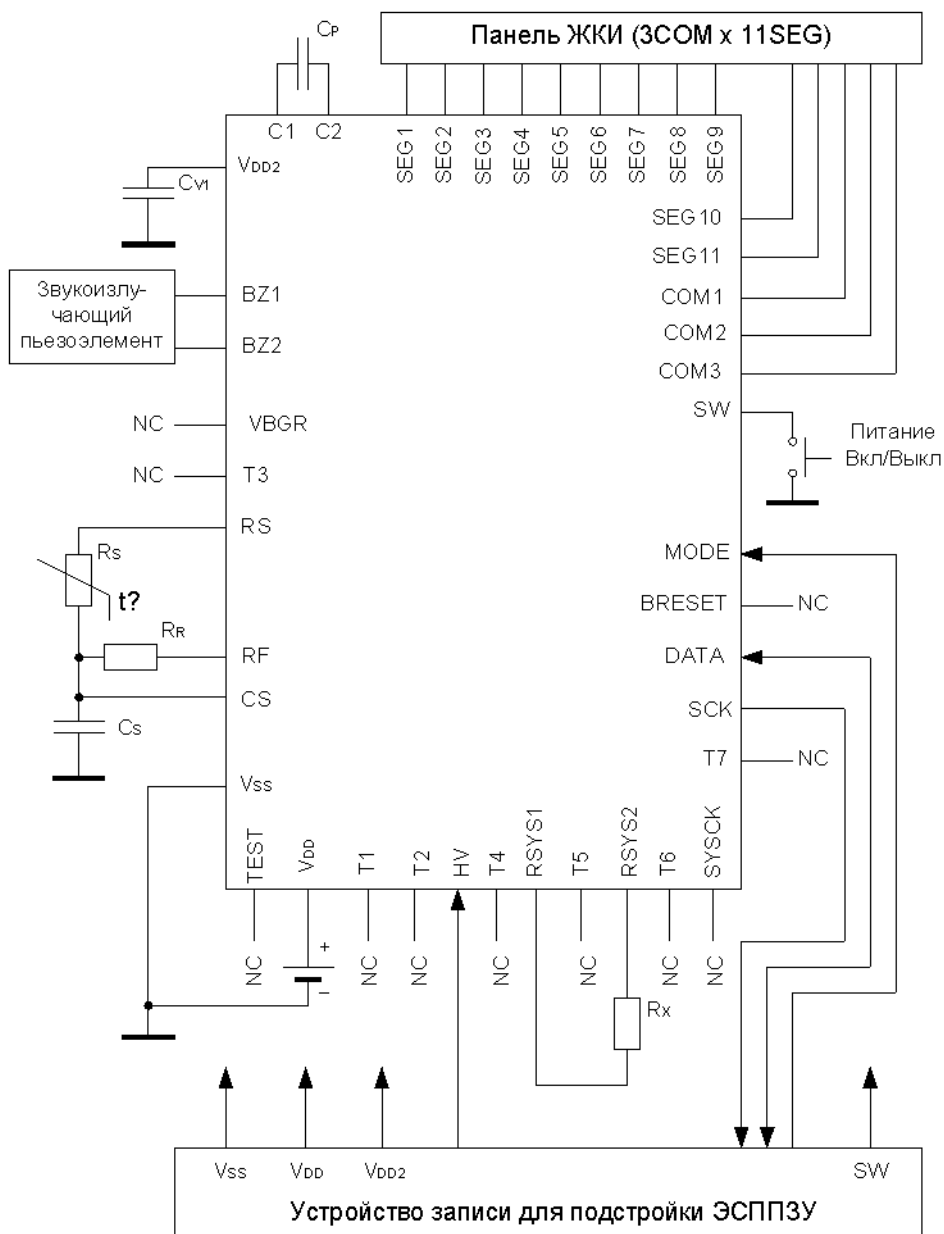 CP
Панель ЖКИ (3COM x 11SEG)
C1
C2
SEG1
SEG2
SEG3
SEG4
SEG5
SEG6
SEG7
SEG8
SEG9
VDD2
CV1
SEG10
SEG11
Звукоизлу-
чающий
пьезоэлемент
BZ1
BZ2
COM1
COM2
COM3
SW
Питание
Вкл/Выкл
NC
VBGR
NC
T3
RS
RS
t?
RR
RF
CS
CS
VSS
MODE
BRESET
NC
DATA
SCK
T7
NC
TEST
VDD
T1
T2
HV
T4
RSYS1
T5
RSYS2
T6
SYSCK
NC
+
–
NC
NC
NC
NC
NC
NC
RX
VSS
VDD
VDD2
SW
Устройство записи для подстройки ЭСППЗУ